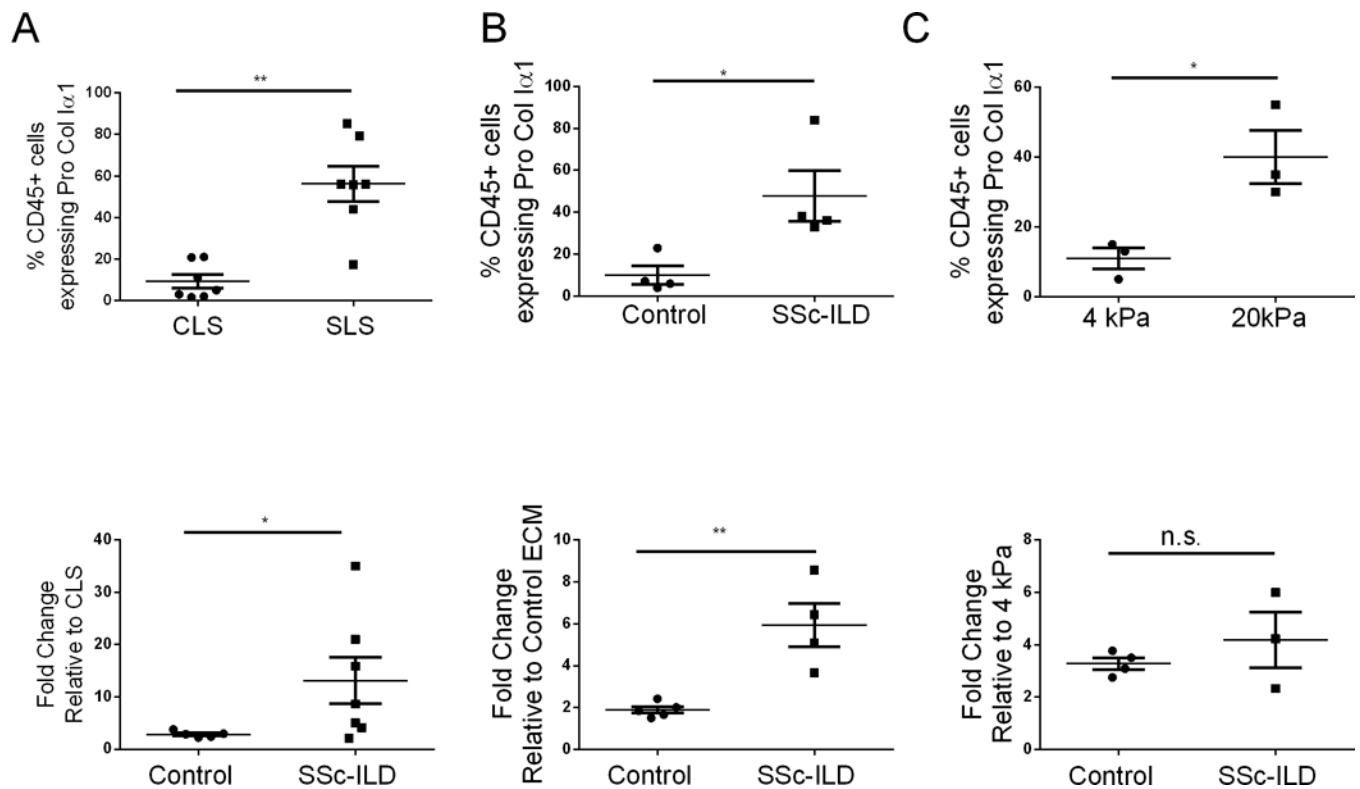 A
B
C
% CD45+ cells
expressing Pro Col Iα1
**
100
80
60
40
20
0
CLS
SLS
% CD45+ cells
expressing Pro Col Iα1
*
100
80
60
40
20
0
Control
SSc-ILD
% CD45+ cells
expressing Pro Col Iα1
*
60
40
20
0
4 kPa
20kPa
Fold Change
Relative to CLS
*
40
30
20
10
0
Control
SSc-ILD
Fold Change
Relative to Control ECM
**
10
8
6
4
2
0
Control
SSc-ILD
Fold Change
Relative to 4 kPa
n.s.
8
6
4
2
0
Control
SSc-ILD